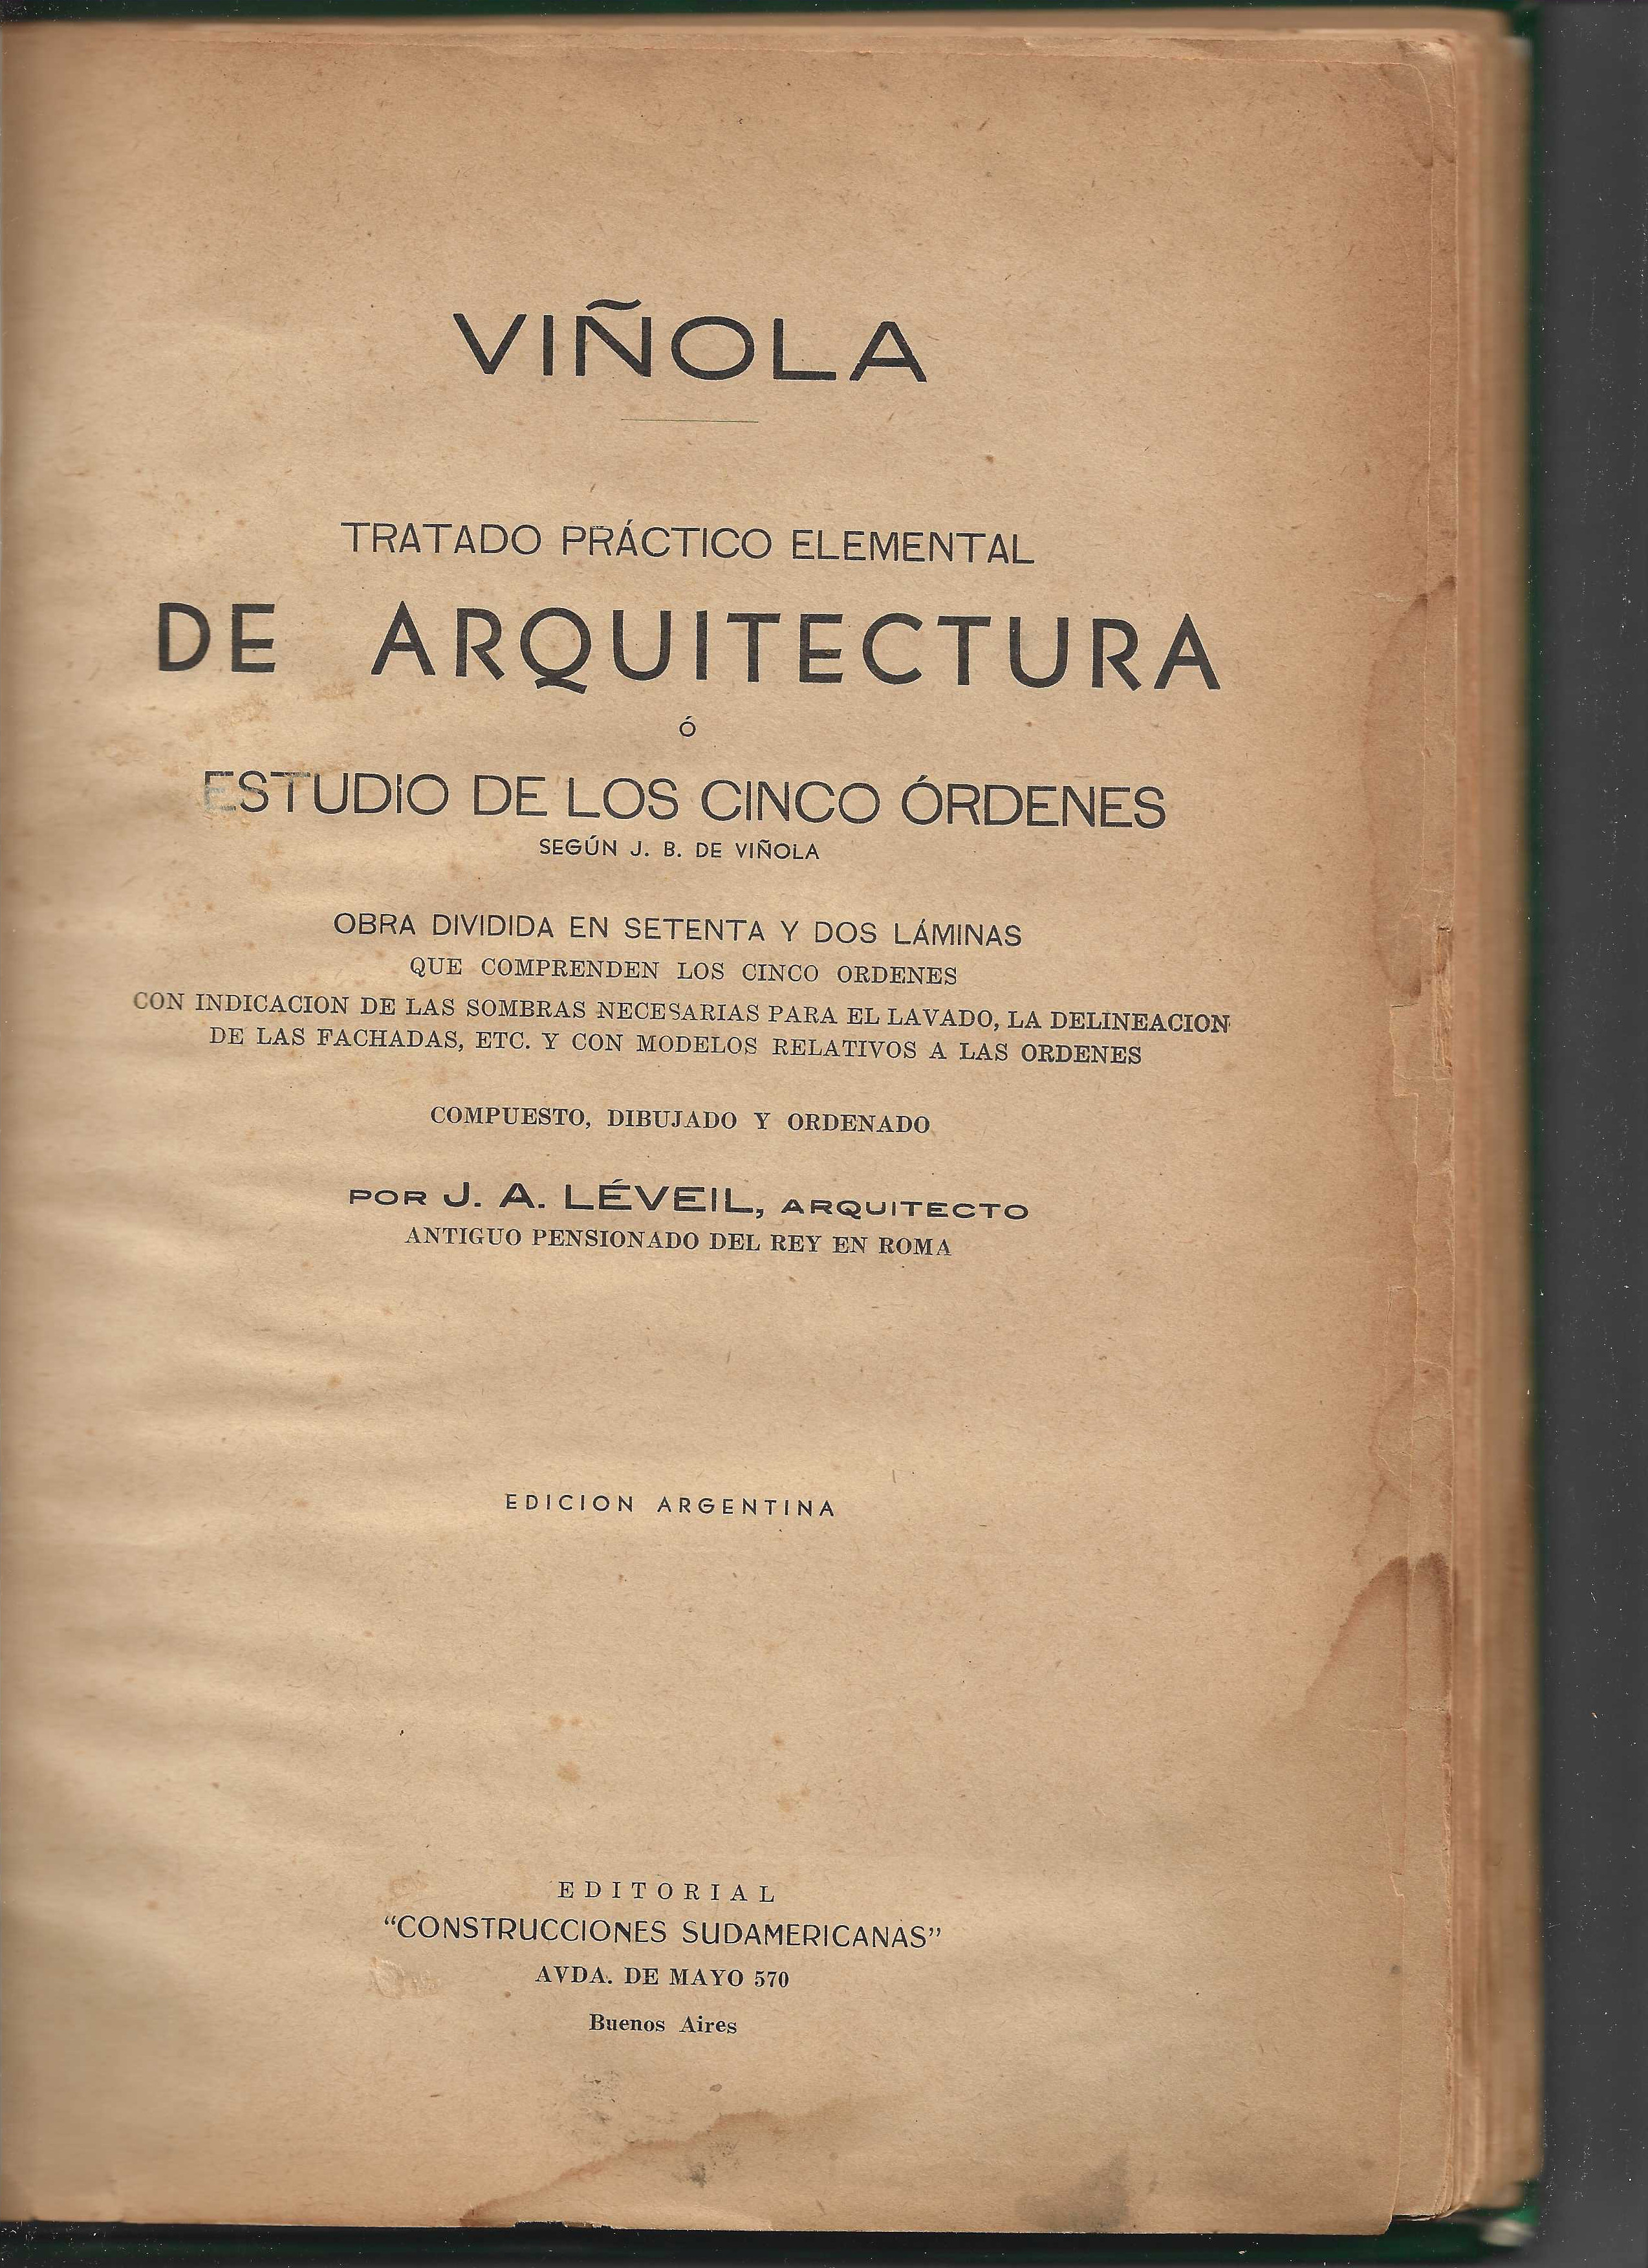 VIÑOLA
TRATADO PRÁCTICO ELEMENTAL
DE ARQUITECTURA
Ó
ESTUDIO DE LOS CINCO ÓRDENES
SEGÚN J. B. DE VIÑOLA
OBRA DIVIDIDA EN SETENTA Y DOS LÁMINAS
QUE COMPRENDEN LOS CINCO ORDENES
CON INDICACION DE LAS SOMBRAS NECESARIAS PARA EL LAVADO, LA DELINEACION
DE LAS FACHADAS, ETC. Y CON MODELOS RELATIVOS A LAS ORDENES
COMPUESTO, DIBUJADO Y ORDENADO
POR J. A. LÉVEIL, ARQUITECTO
ANTIGUO PENSIONADO DEL REY EN ROMA
EDICION ARGENTINA
EDITORIAL
“CONSTRUCCIONES SUDAMERICANAS”
AVDA. DE MAYO 570
Buenos Aires